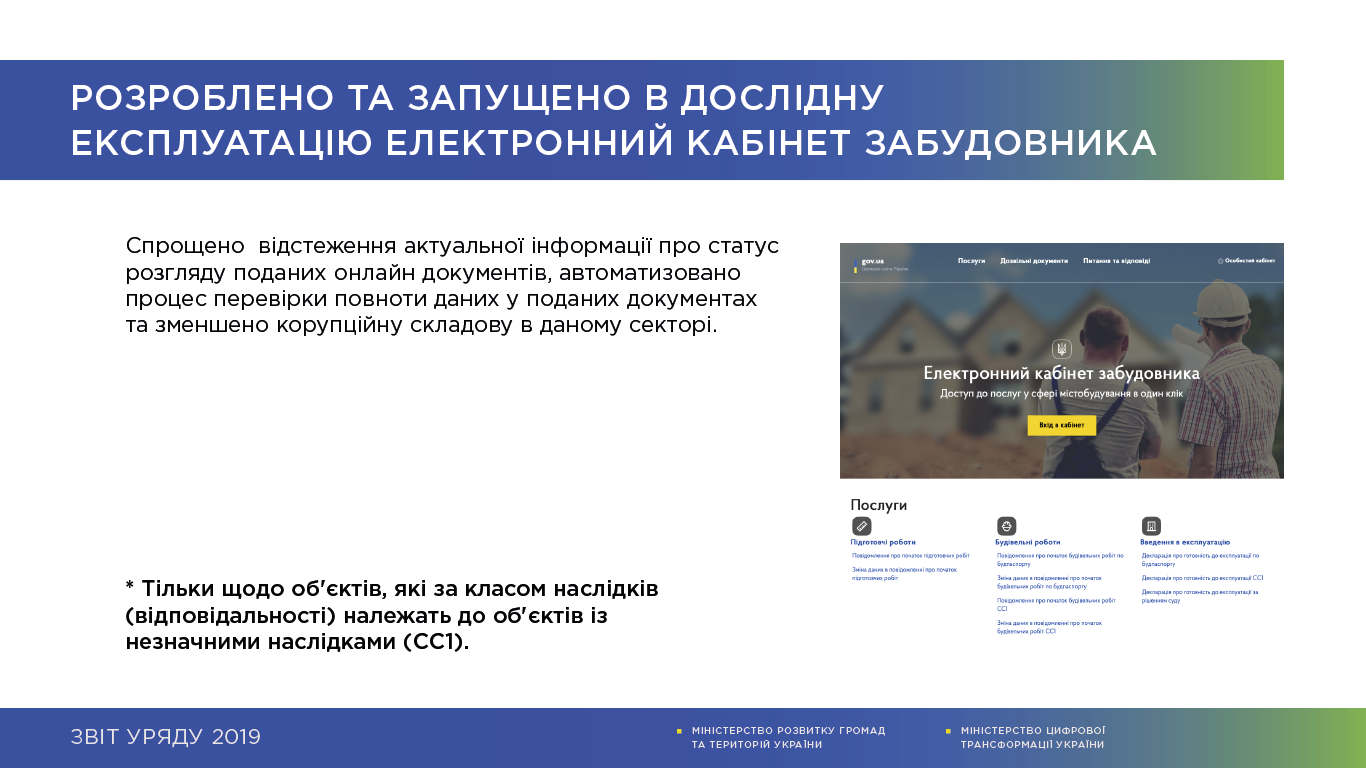 РОЗРОБЛЕНО ТА ЗАПУЩЕНО В ДОСЛІДНУ
ЕКСПЛУАТАЦІЮ ЕЛЕКТРОННИЙ КАБІНЕТ ЗАБУДОВНИКА
Спрощено  відстеження актуальної інформації про статус
розгляду поданих онлайн документів, автоматизовано
процес перевірки повноти даних у поданих документах
та зменшено корупційну складову в даному секторі.
* Тільки щодо об'єктів, які за класом наслідків
(відповідальності) належать до об'єктів із
незначними наслідками (СС1).
gov.ua
Державні сайти України
Послуги
Дозвільні документи
Питання та відповіді
Особистий кабінет
Електронний кабінет забудовника
Доступ до послуг у сфері містобудування в один клік
Вхід в кабінет
Послуги
Підготовчі роботи
Повідомлення про початок підготовчих робіт
Зміна даних в повідомленні про початок
підготовчих робіт
Будівельні роботи
Повідомлення про початок будівельних робіт по
будпаспорту
Зміна даних в повідомленні про початок
будівельних робіт по будпаспорту
Повідомлення про початок будівельних робіт
СС1
Зміна даних в повідомленні про початок
будівельних робіт СС1
Введення в експлуатацію
Декларація про готовність до експлуатації по
будпаспорту
Декларація про готовність до експлуатації СС1
Декларація про готовність до експлуатації за
рішенням суду
ЗВІТ УРЯДУ 2019
МІНІСТЕРСТВО РОЗВИТКУ ГРОМАД
ТА ТЕРИТОРІЙ УКРАЇНИ
МІНІСТЕРСТВО ЦИФРОВОЇ
ТРАНСФОРМАЦІЇ УКРАЇНИ